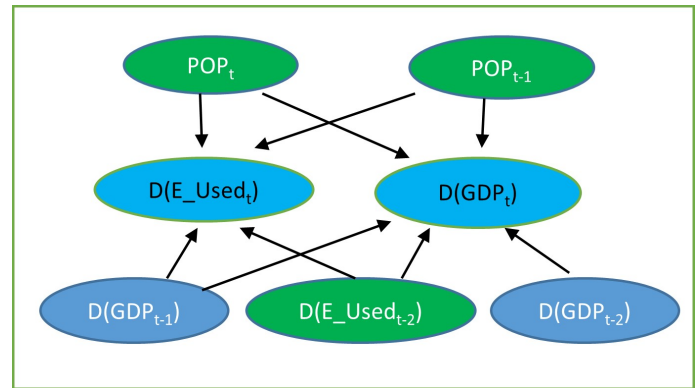 POPₜ
POPₜ₋₁
D(E_Usedₜ)
D(GDPₜ)
D(GDPₜ₋₁)
D(E_Usedₜ₋₂)
D(GDPₜ₋₂)